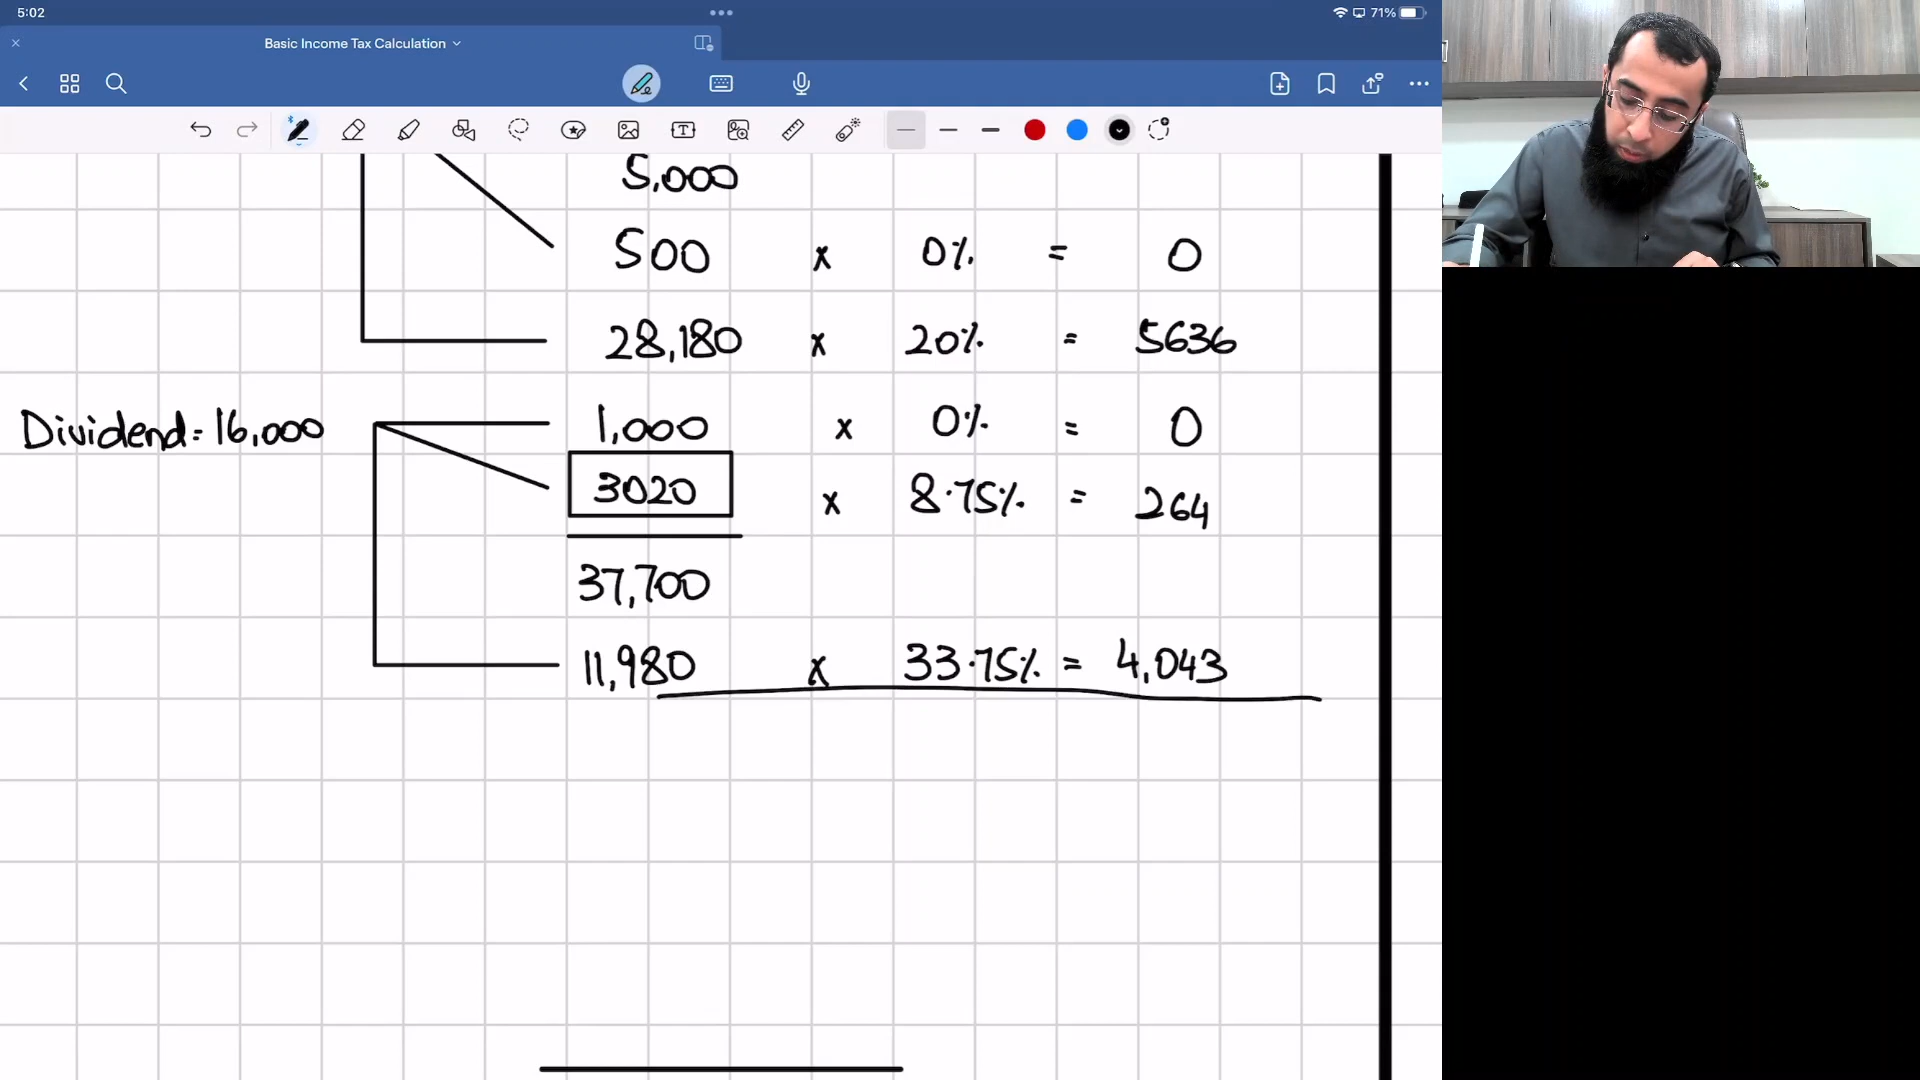 5:02
71%
Basic Income Tax Calculation
5,000
500 x 0% = 0
28,180 x 20% = 5636
Dividend = 16,000
1,000 x 0% = 0
3020 x 8.75% = 264
37,700
11,980 x 33.75% = 4,043